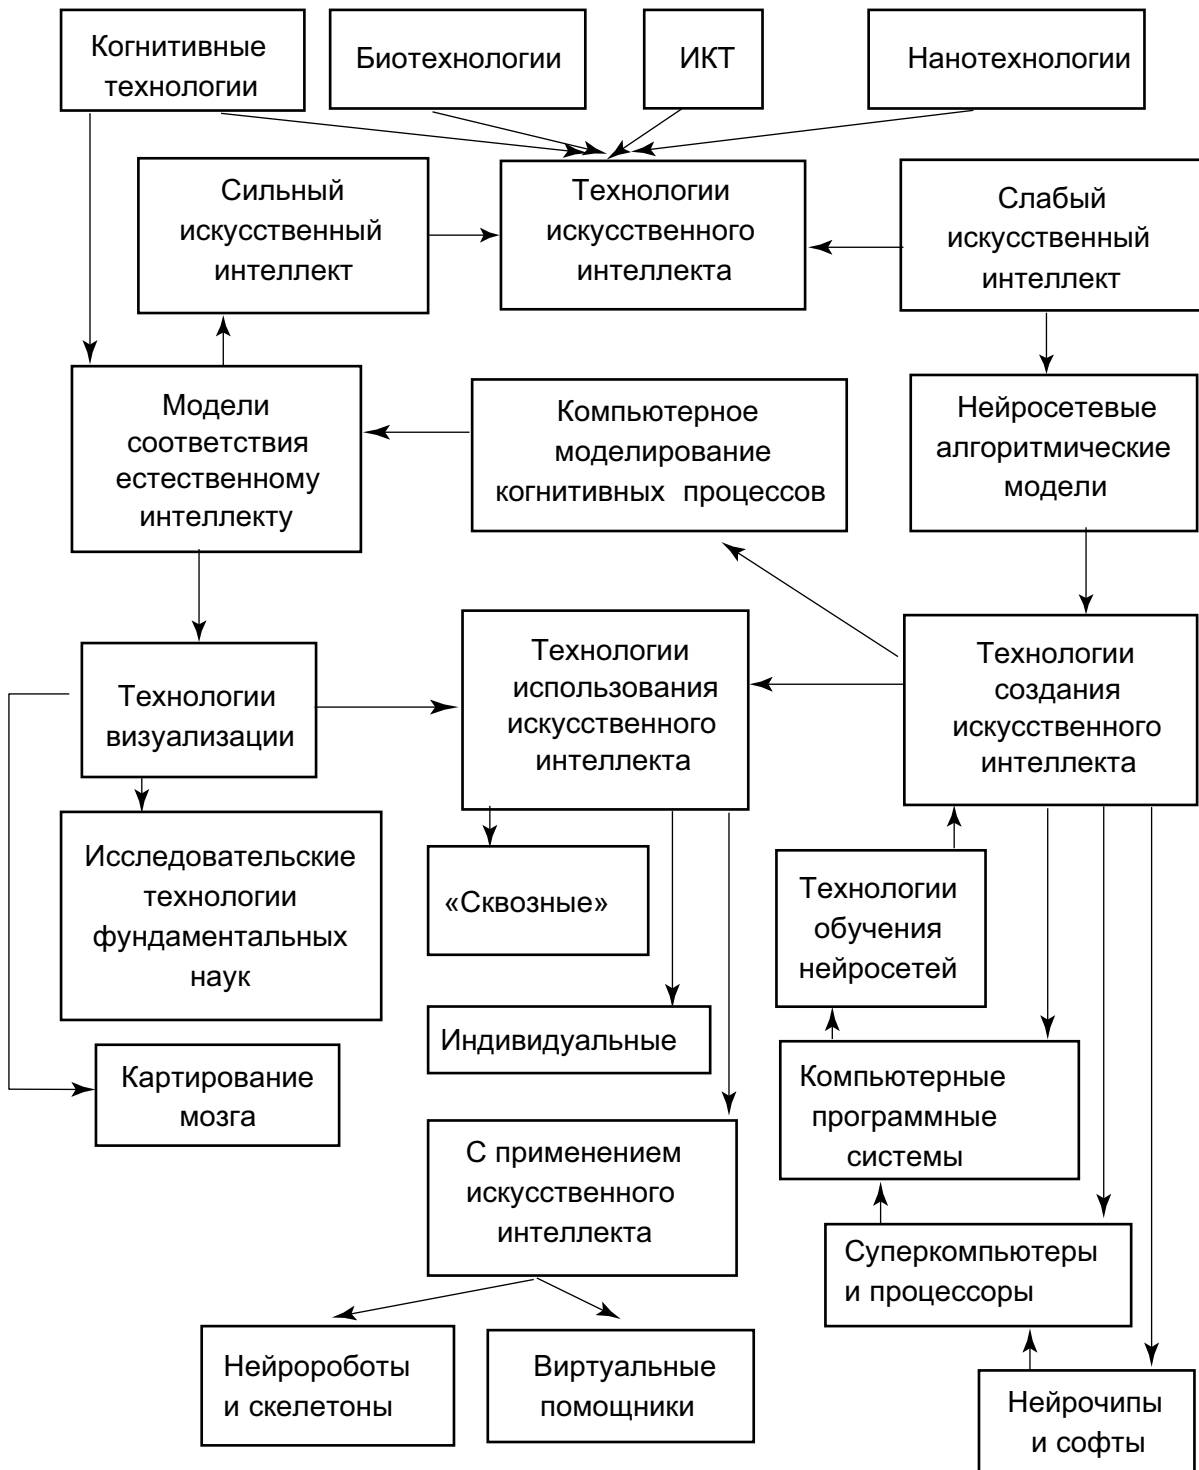 Когнитивные
технологии
Биотехнологии
ИКТ
Нанотехнологии
Сильный
искусственный
интеллект
Технологии
искусственного
интеллекта
Слабый
искусственный
интеллект
Модели
соответствия
естественному
интеллекту
Компьютерное
моделирование
когнитивных процессов
Нейросетевые
алгоритмические
модели
Технологии
визуализации
Технологии
использования
искусственного
интеллекта
Технологии
создания
искусственного
интеллекта
Исследовательские
технологии
фундаментальных
наук
«Сквозные»
Технологии
обучения
нейросетей
Индивидуальные
Картирование
мозга
Компьютерные
программные
системы
С применением
искусственного
интеллекта
Суперкомпьютеры
и процессоры
Нейророботы
и скелетоны
Виртуальные
помощники
Нейрочипы
и софты